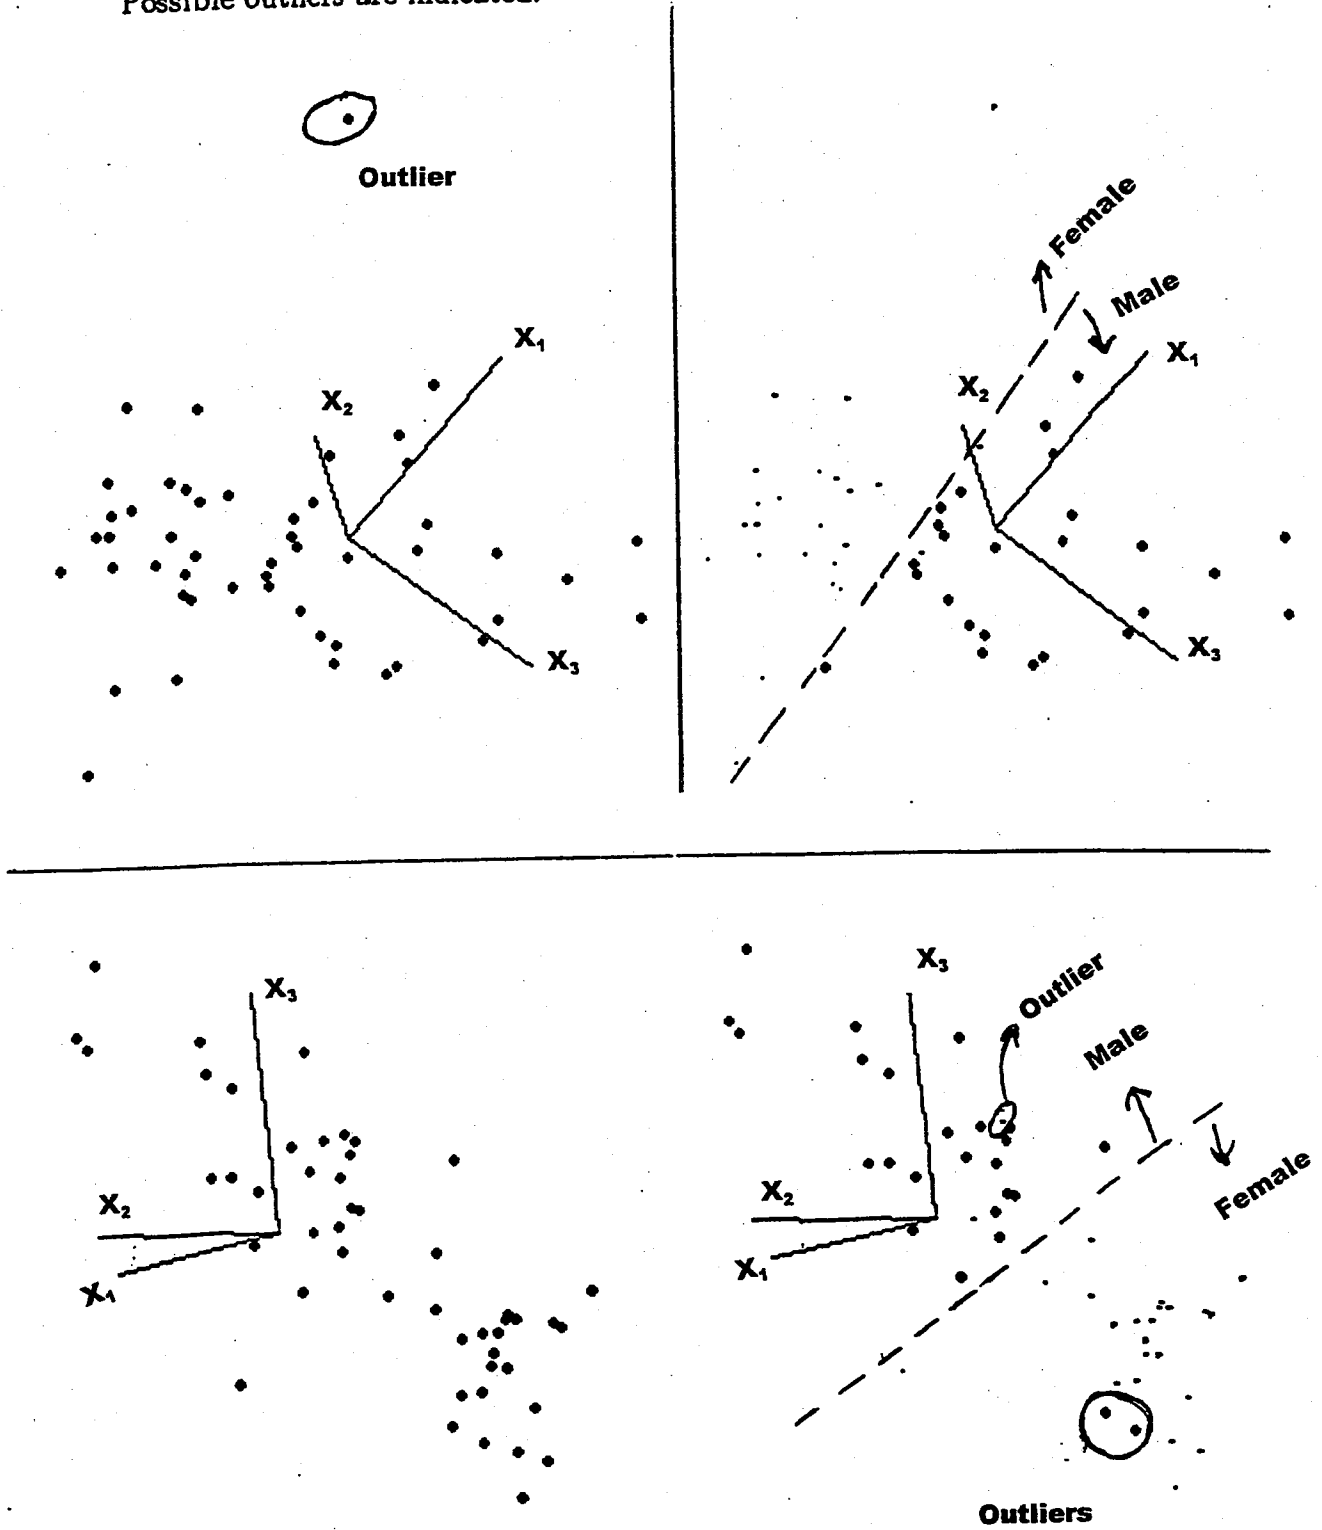 Possible outliers are indicated.
Outlier
X₁
X₂
X₃
Female
Male
X₁
X₂
X₃
X₃
X₂
X₁
X₃
Outlier
Male
X₂
X₁
Female
Outliers